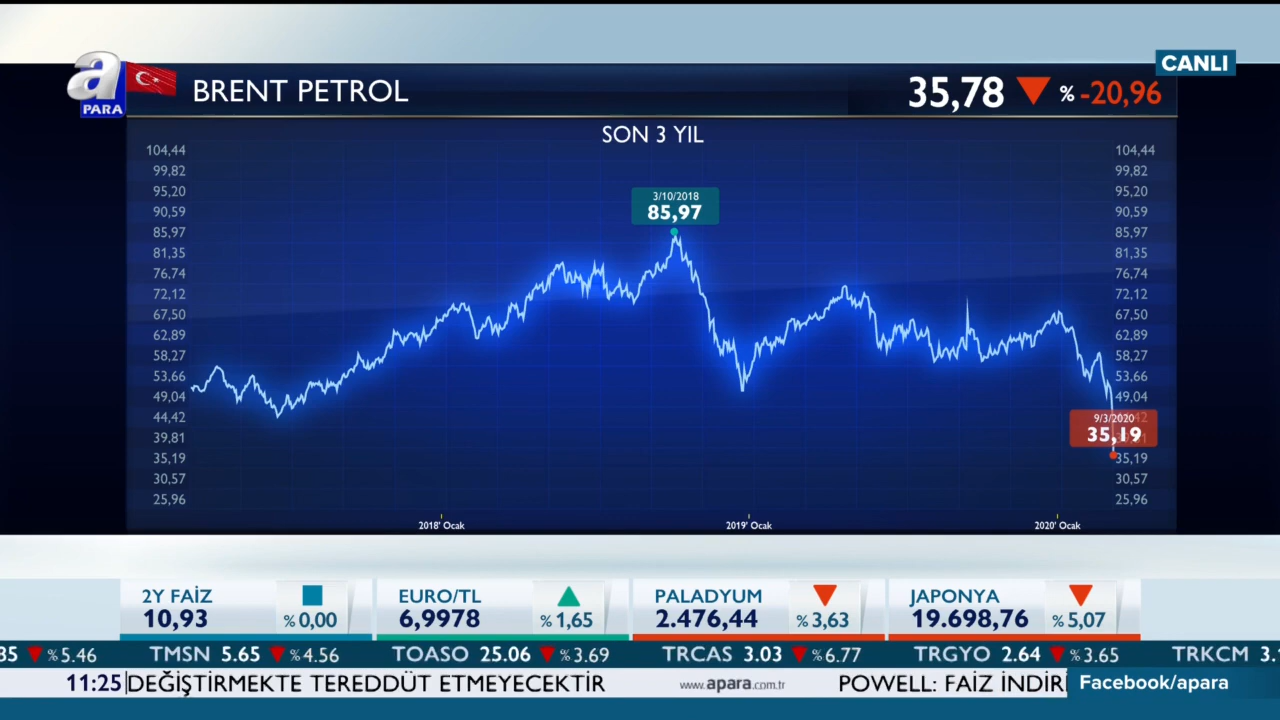 CANLI
a
PARA
BRENT PETROL
35,78 % -20,96
SON 3 YIL
104,44 104,44
99,82 99,82
95,20 95,20
90,59 90,59
85,97 85,97
81,35 81,35
76,74 76,74
72,12 72,12
67,50 67,50
62,89 62,89
58,27 58,27
53,66 53,66
49,04 49,04
44,42
39,81
35,19 35,19
30,57 30,57
25,96 25,96
3/10/2018
85,97
9/3/2020
35,19
2018' Ocak 2019' Ocak 2020' Ocak
2Y FAİZ
10,93 % 0,00
EURO/TL
6,9978 % 1,65
PALADYUM
2.476,44 % 3,63
JAPONYA
19.698,76 % 5,07
35 %5.46 TMSN 5.65 %4.56 TOASO 25.06 %3.69 TRCAS 3.03 %6.77 TRGYO 2.64 %3.65 TRKCM 3.1
11:25 DEĞİŞTİRMEKTE TEREDDÜT ETMEYECEKTİR www.apara.com.tr POWELL: FAİZ İNDİRİ Facebook/apara